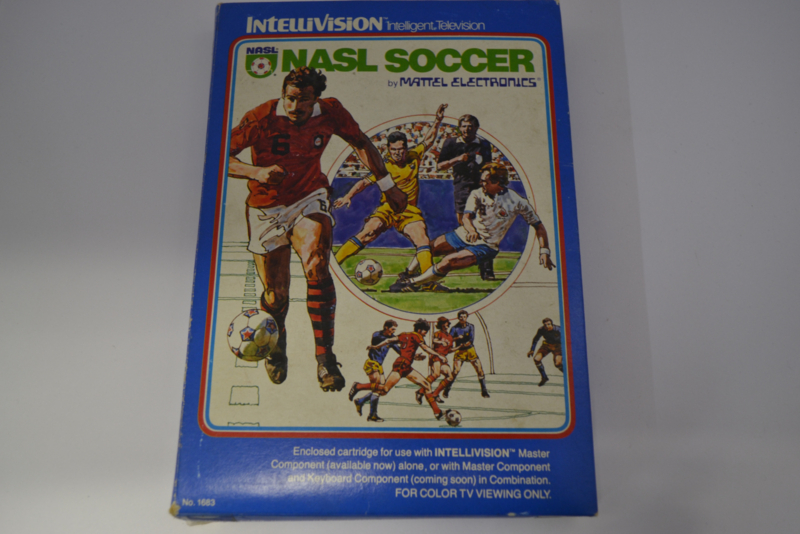 INTELLIVISION™ Intelligent Television
NASL
NASL SOCCER
by MATTEL ELECTRONICS®
6
6
Enclosed cartridge for use with INTELLIVISION™ Master
Component (available now) alone, or with Master Component
and Keyboard Component (coming soon) in Combination.
FOR COLOR TV VIEWING ONLY.
No. 1683